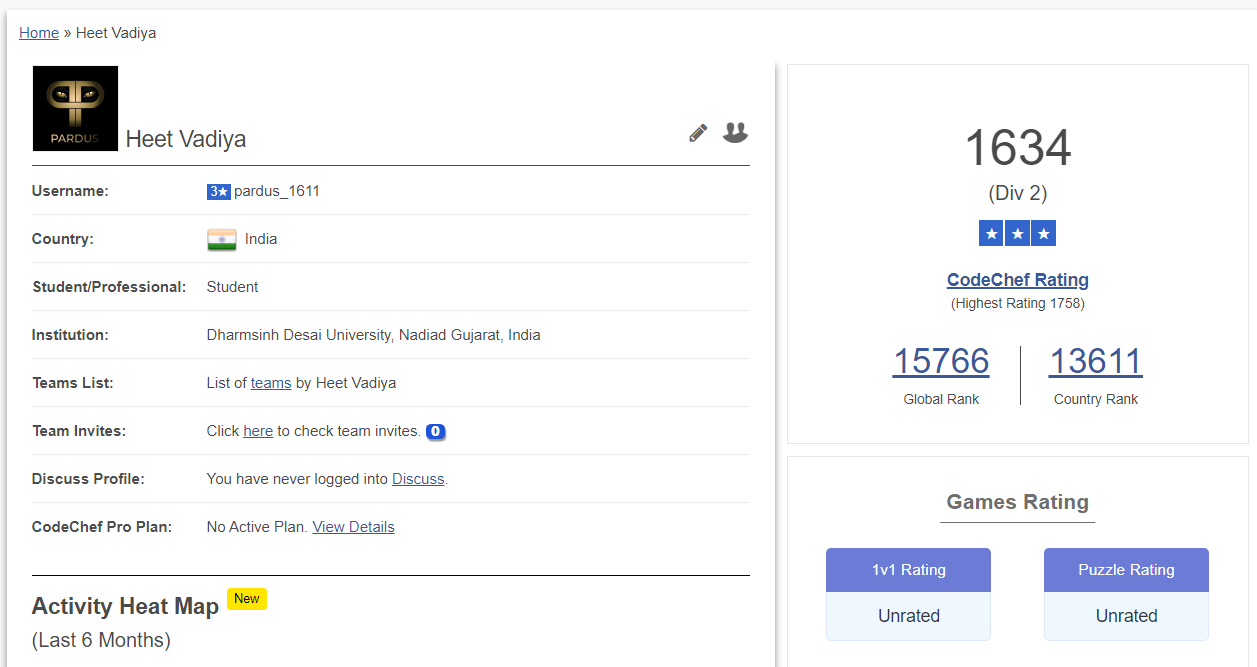 Home » Heet Vadiya
PARDUS
Heet Vadiya
Username: 3★ pardus_1611
Country: India
Student/Professional: Student
Institution: Dharmsinh Desai University, Nadiad Gujarat, India
Teams List: List of teams by Heet Vadiya
Team Invites: Click here to check team invites. 0
Discuss Profile: You have never logged into Discuss.
CodeChef Pro Plan: No Active Plan. View Details
Activity Heat Map New
(Last 6 Months)
1634
(Div 2)
★ ★ ★
CodeChef Rating
(Highest Rating 1758)
15766 13611
Global Rank Country Rank
Games Rating
1v1 Rating Puzzle Rating
Unrated Unrated